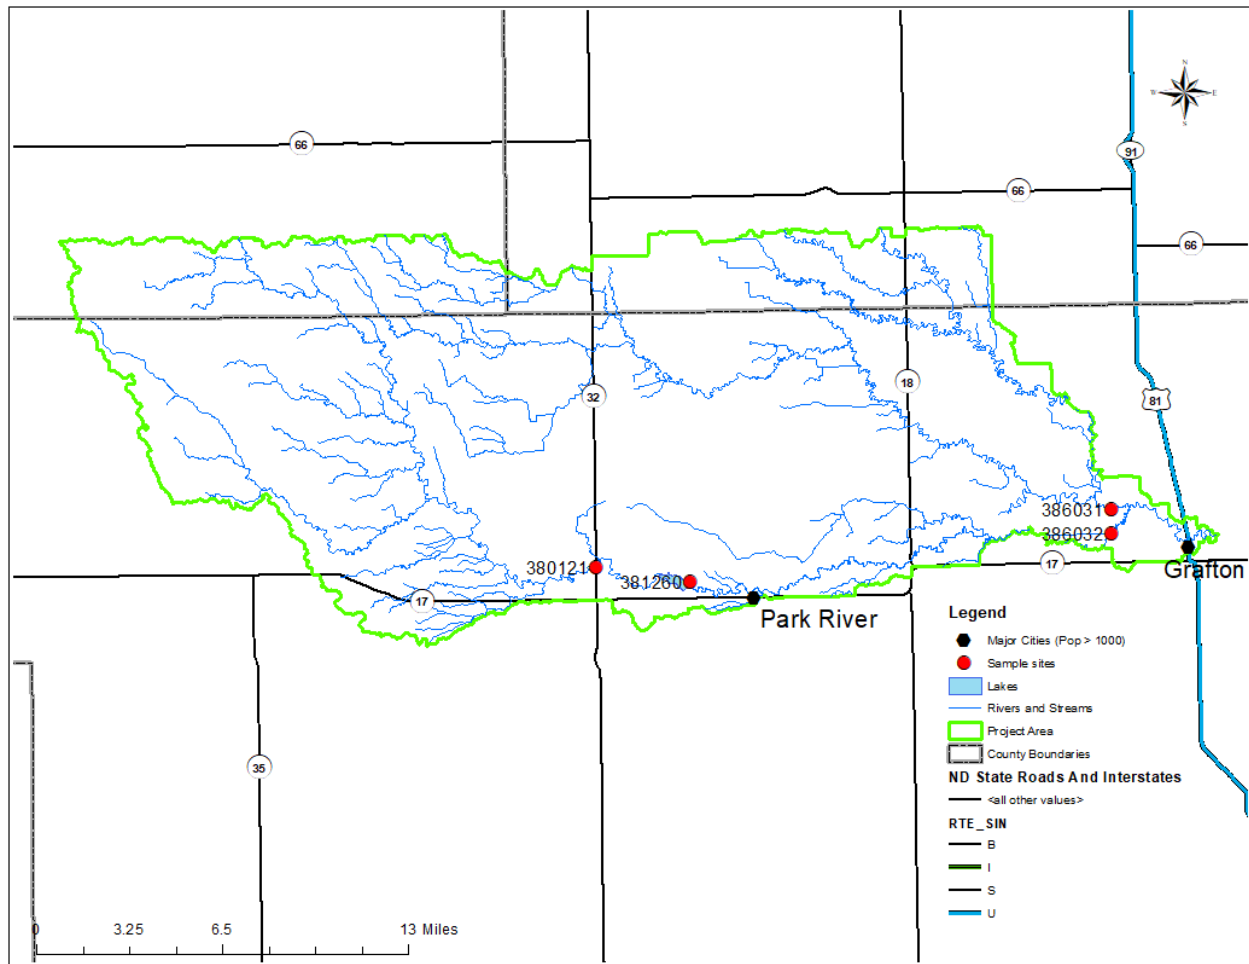 N
W E
S
91
66
66
66
32
18
81
386031
386032
380121
381260
17
17
Grafton
Park River
35
Legend
Major Cities (Pop > 1000)
Sample sites
Lakes
Rivers and Streams
Project Area
County Boundaries
ND State Roads And Interstates
<all other values>
RTE_SIN
B
I
S
U
0 3.25 6.5 13 Miles